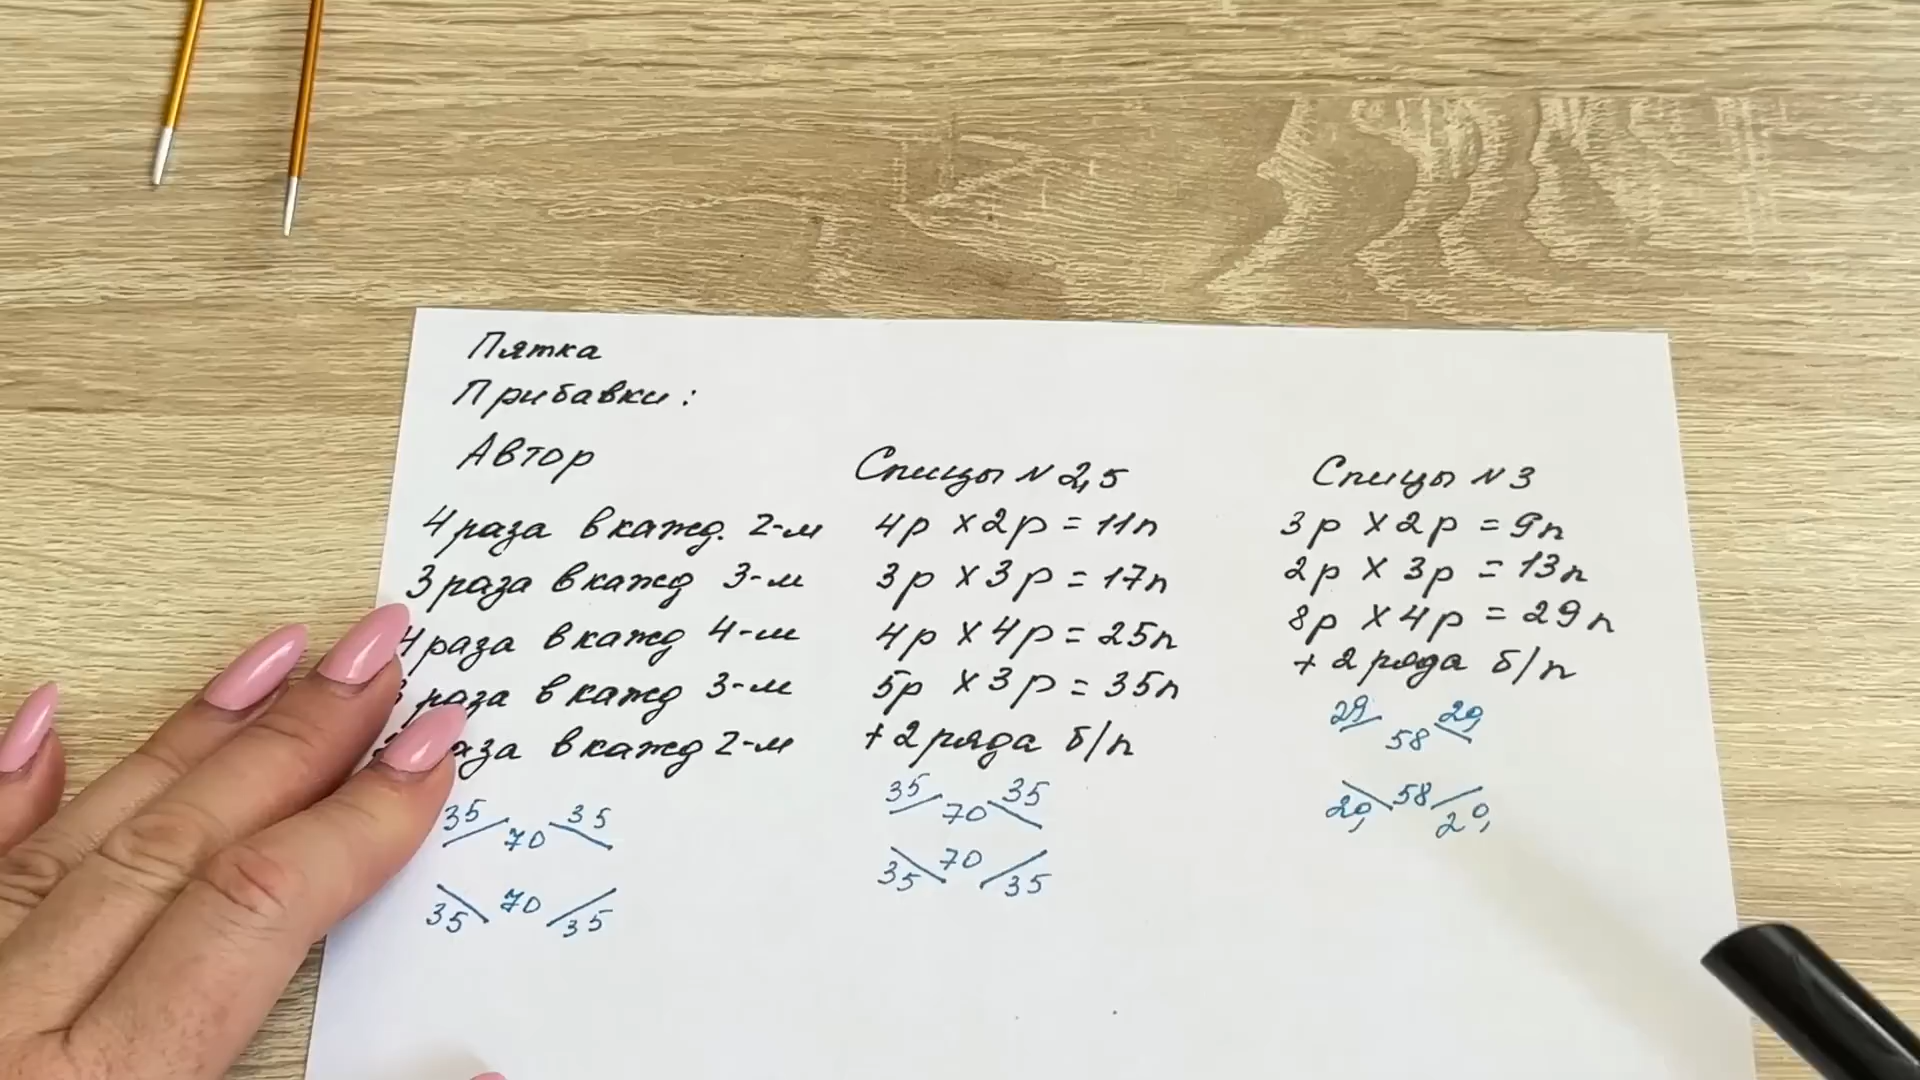 Пятка
Прибавки:
Автор
4 раза в кажд. 2-м
3 раза в кажд 3-м
4 раза в кажд 4-м
раза в кажд 3-м
в кажд 2-м
35 70 35
35 70 35
Спицы N 2,5
4р х 2р = 11п
3р х 3р = 17п
4р х 4р = 25п
5р х 3р = 35п
+ 2 ряда б/п
35 70 35
35 70 35
Спицы N 3
3р х 2р = 9п
2р х 3р = 13п
8р х 4р = 29п
+ 2 ряда б/п
29 58 29
29 58 29